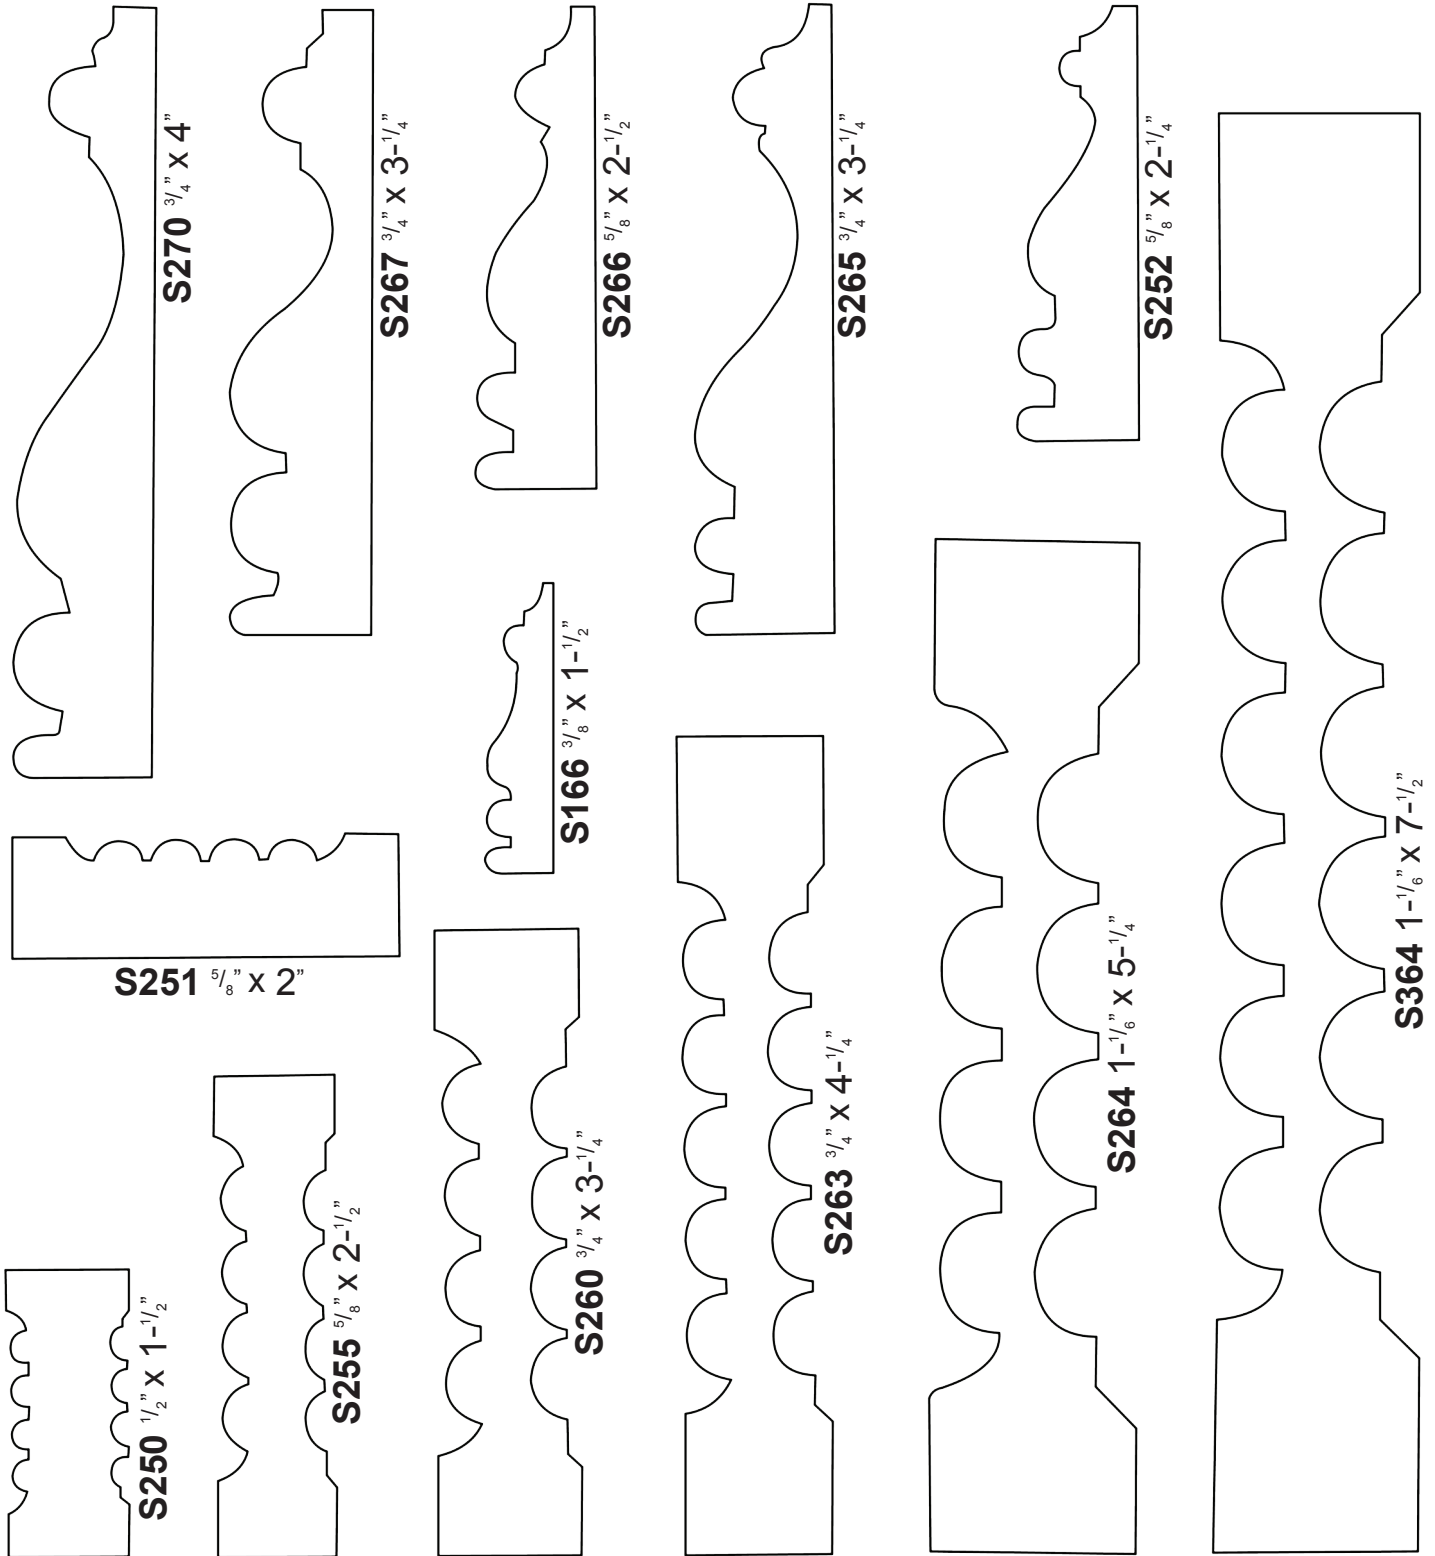 S270 3/4” x 4”
S267 3/4” x 3-1/4”
S266 5/8” x 2-1/2”
S265 3/4” x 3-1/4”
S252 5/8” x 2-1/4”
S166 3/8” x 1-1/2”
S251 5/8” x 2”
S250 1/2” x 1-1/2”
S255 5/8” x 2-1/2”
S260 3/4” x 3-1/4”
S263 3/4” x 4-1/4”
S264 1-1/6” x 5-1/4”
S364 1-1/6” x 7-1/2”